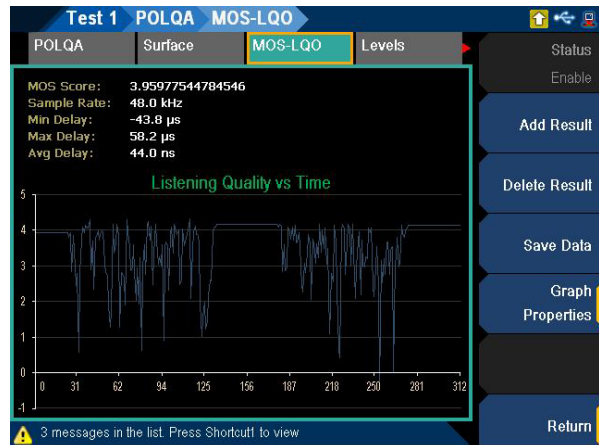 Test 1 POLQA MOS-LQO
POLQA Surface MOS-LQO Levels
Status
Enable
MOS Score: 3.95977544784546
Sample Rate: 48.0 kHz
Min Delay: -43.8 µs
Max Delay: 58.2 µs
Avg Delay: 44.0 ns
Add Result
Listening Quality vs Time
Delete Result
5
4
3
2
1
0
-1
0 31 62 94 125 156 187 218 250 281 312
Save Data
Graph
Properties
3 messages in the list. Press Shortcut1 to view
Return